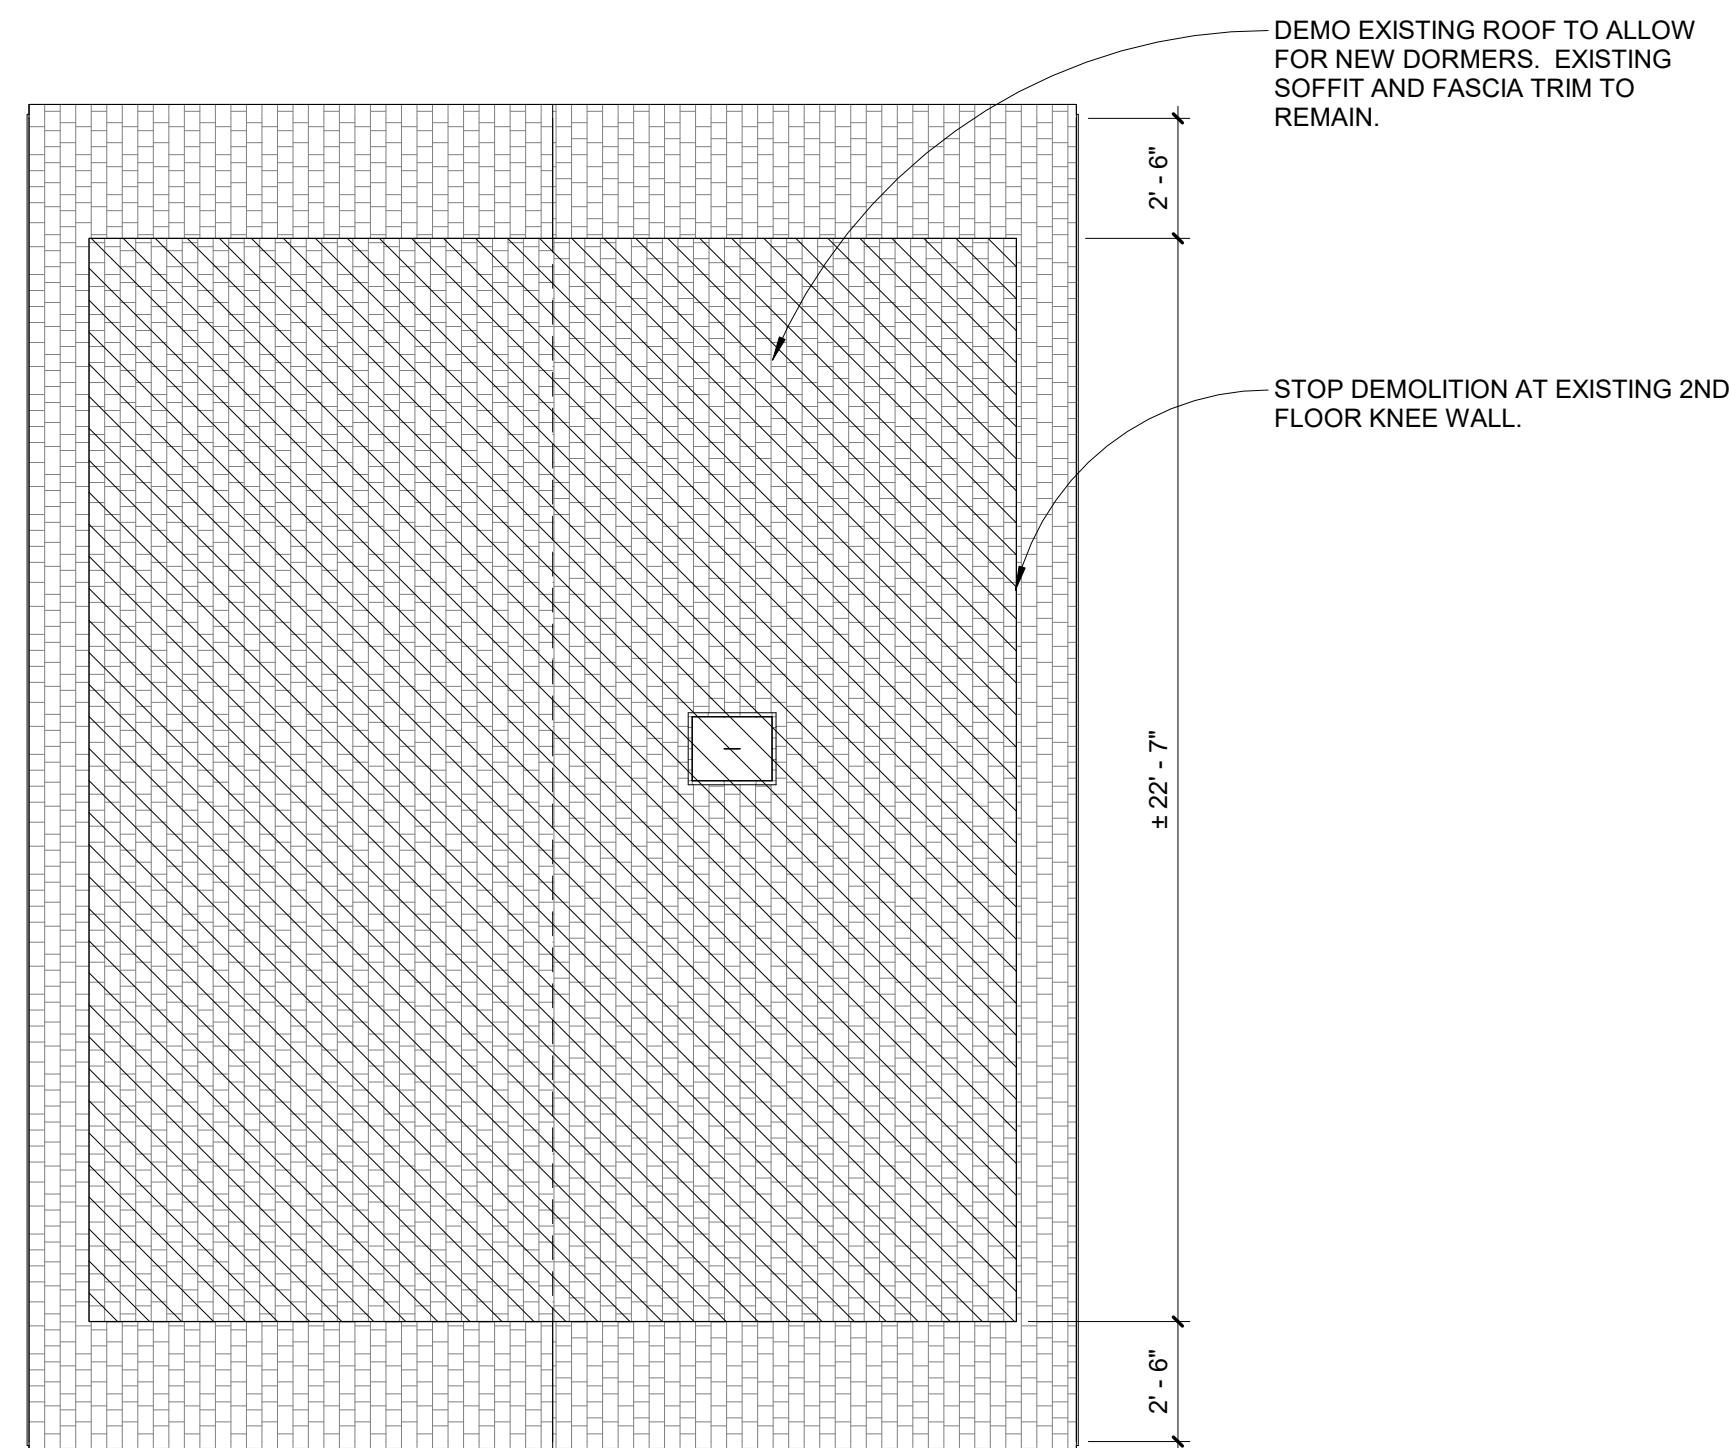 DEMO EXISTING ROOF TO ALLOW
FOR NEW DORMERS.  EXISTING
SOFFIT AND FASCIA TRIM TO
REMAIN.
2' - 6"
STOP DEMOLITION AT EXISTING 2ND
FLOOR KNEE WALL.
± 22' - 7"
2' - 6"